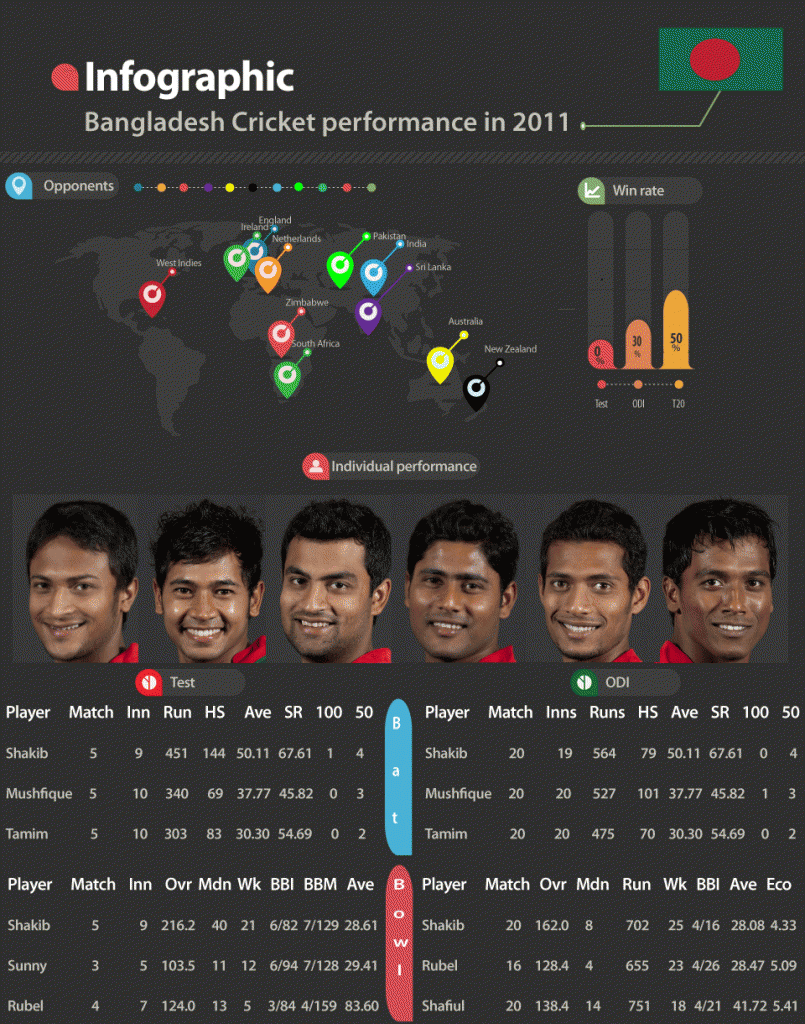 Infographic
Bangladesh Cricket performance in 2011
Opponents
Win rate
England
Ireland
Netherlands
Pakistan
India
West Indies
Sri Lanka
Zimbabwe
Australia
South Africa
New Zealand
0 %
30 %
50 %
Test ODI T20
Individual performance
Test
Player Match Inn Run HS Ave SR 100 50
Shakib 5 9 451 144 50.11 67.61 1 4
Mushfique 5 10 340 69 37.77 45.82 0 3
Tamim 5 10 303 83 30.30 54.69 0 2
Bat
ODI
Player Match Inns Runs HS Ave SR 100 50
Shakib 20 19 564 79 50.11 67.61 0 4
Mushfique 20 20 527 101 37.77 45.82 1 3
Tamim 20 20 475 70 30.30 54.69 0 2
Player Match Inn Ovr Mdn Wk BBI BBM Ave
Shakib 5 9 216.2 40 21 6/82 7/129 28.61
Sunny 3 5 103.5 11 12 6/94 7/128 29.41
Rubel 4 7 124.0 13 5 3/84 4/159 83.60
Bowl
Player Match Ovr Mdn Run Wk BBI Ave Eco
Shakib 20 162.0 8 702 25 4/16 28.08 4.33
Rubel 16 128.4 4 655 23 4/26 28.47 5.09
Shafiul 20 138.4 14 751 18 4/21 41.72 5.41